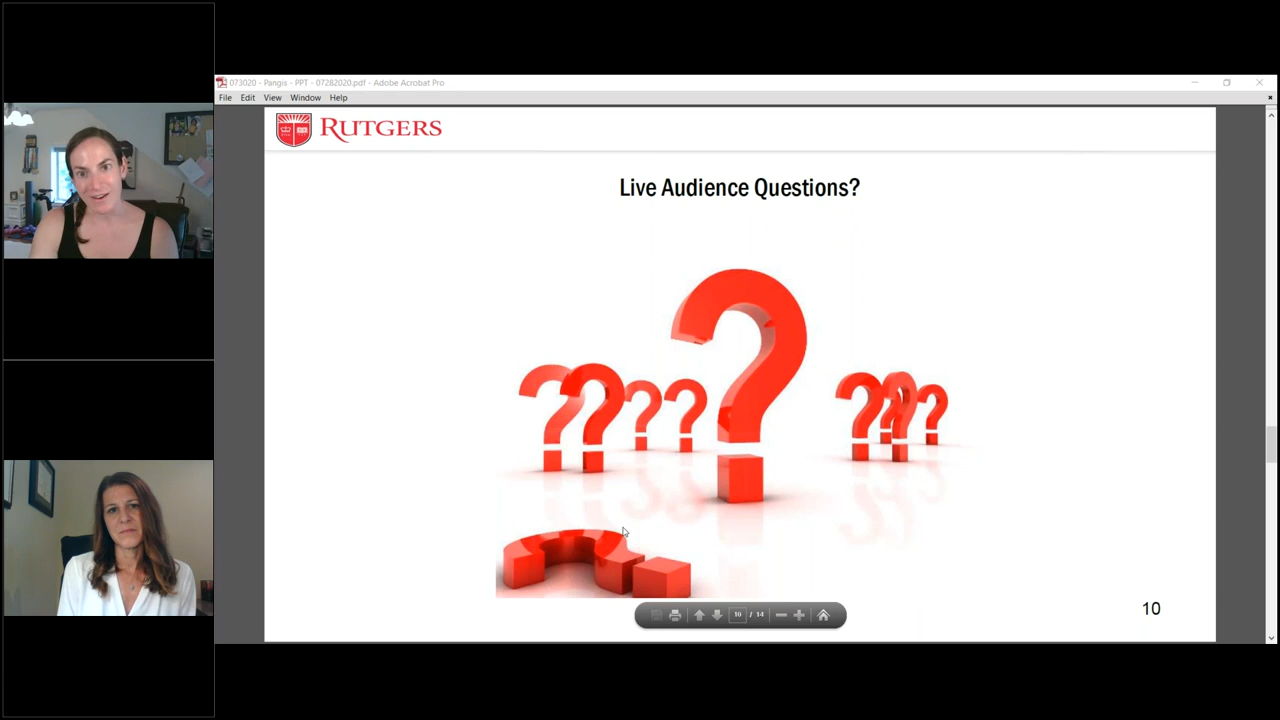 073020 - Pangis - PPT - 07282020.pdf - Adobe Acrobat Pro
File Edit View Window Help
RUTGERS
Live Audience Questions?
10 / 14
10